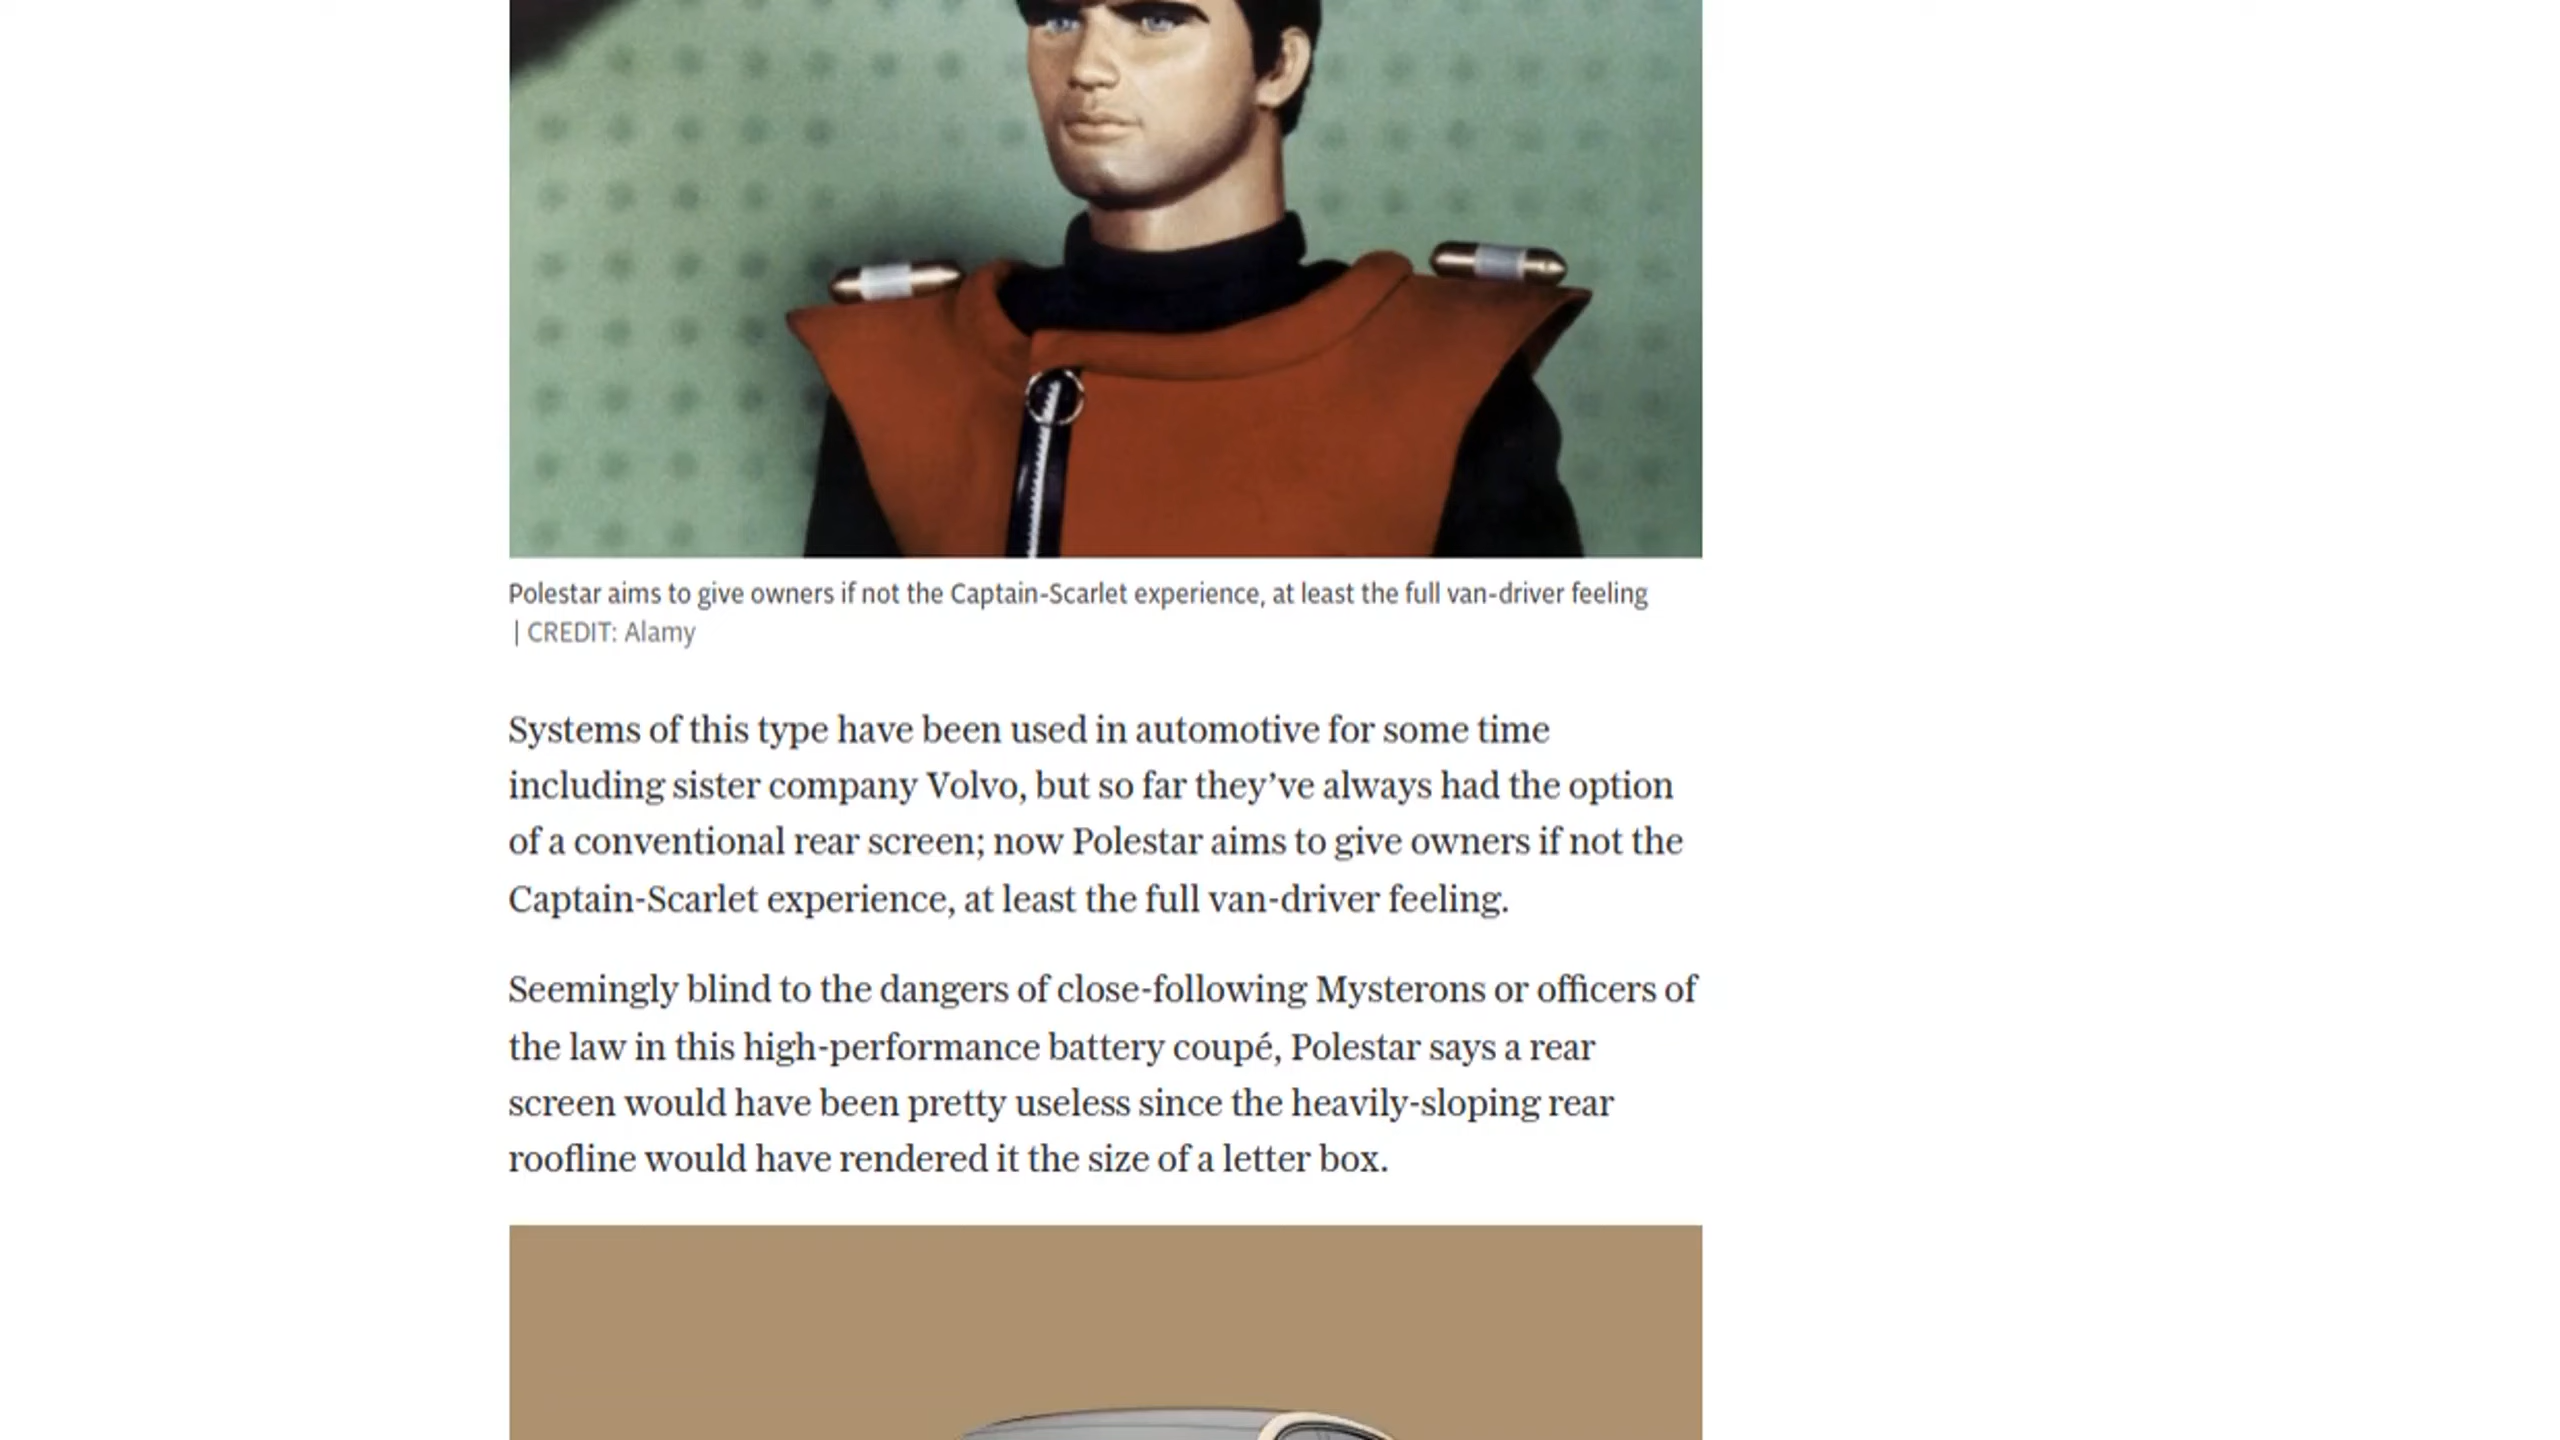 Polestar aims to give owners if not the Captain-Scarlet experience, at least the full van-driver feeling
| CREDIT: Alamy
Systems of this type have been used in automotive for some time
including sister company Volvo, but so far they’ve always had the option
of a conventional rear screen; now Polestar aims to give owners if not the
Captain-Scarlet experience, at least the full van-driver feeling.
Seemingly blind to the dangers of close-following Mysterons or officers of
the law in this high-performance battery coupé, Polestar says a rear
screen would have been pretty useless since the heavily-sloping rear
roofline would have rendered it the size of a letter box.